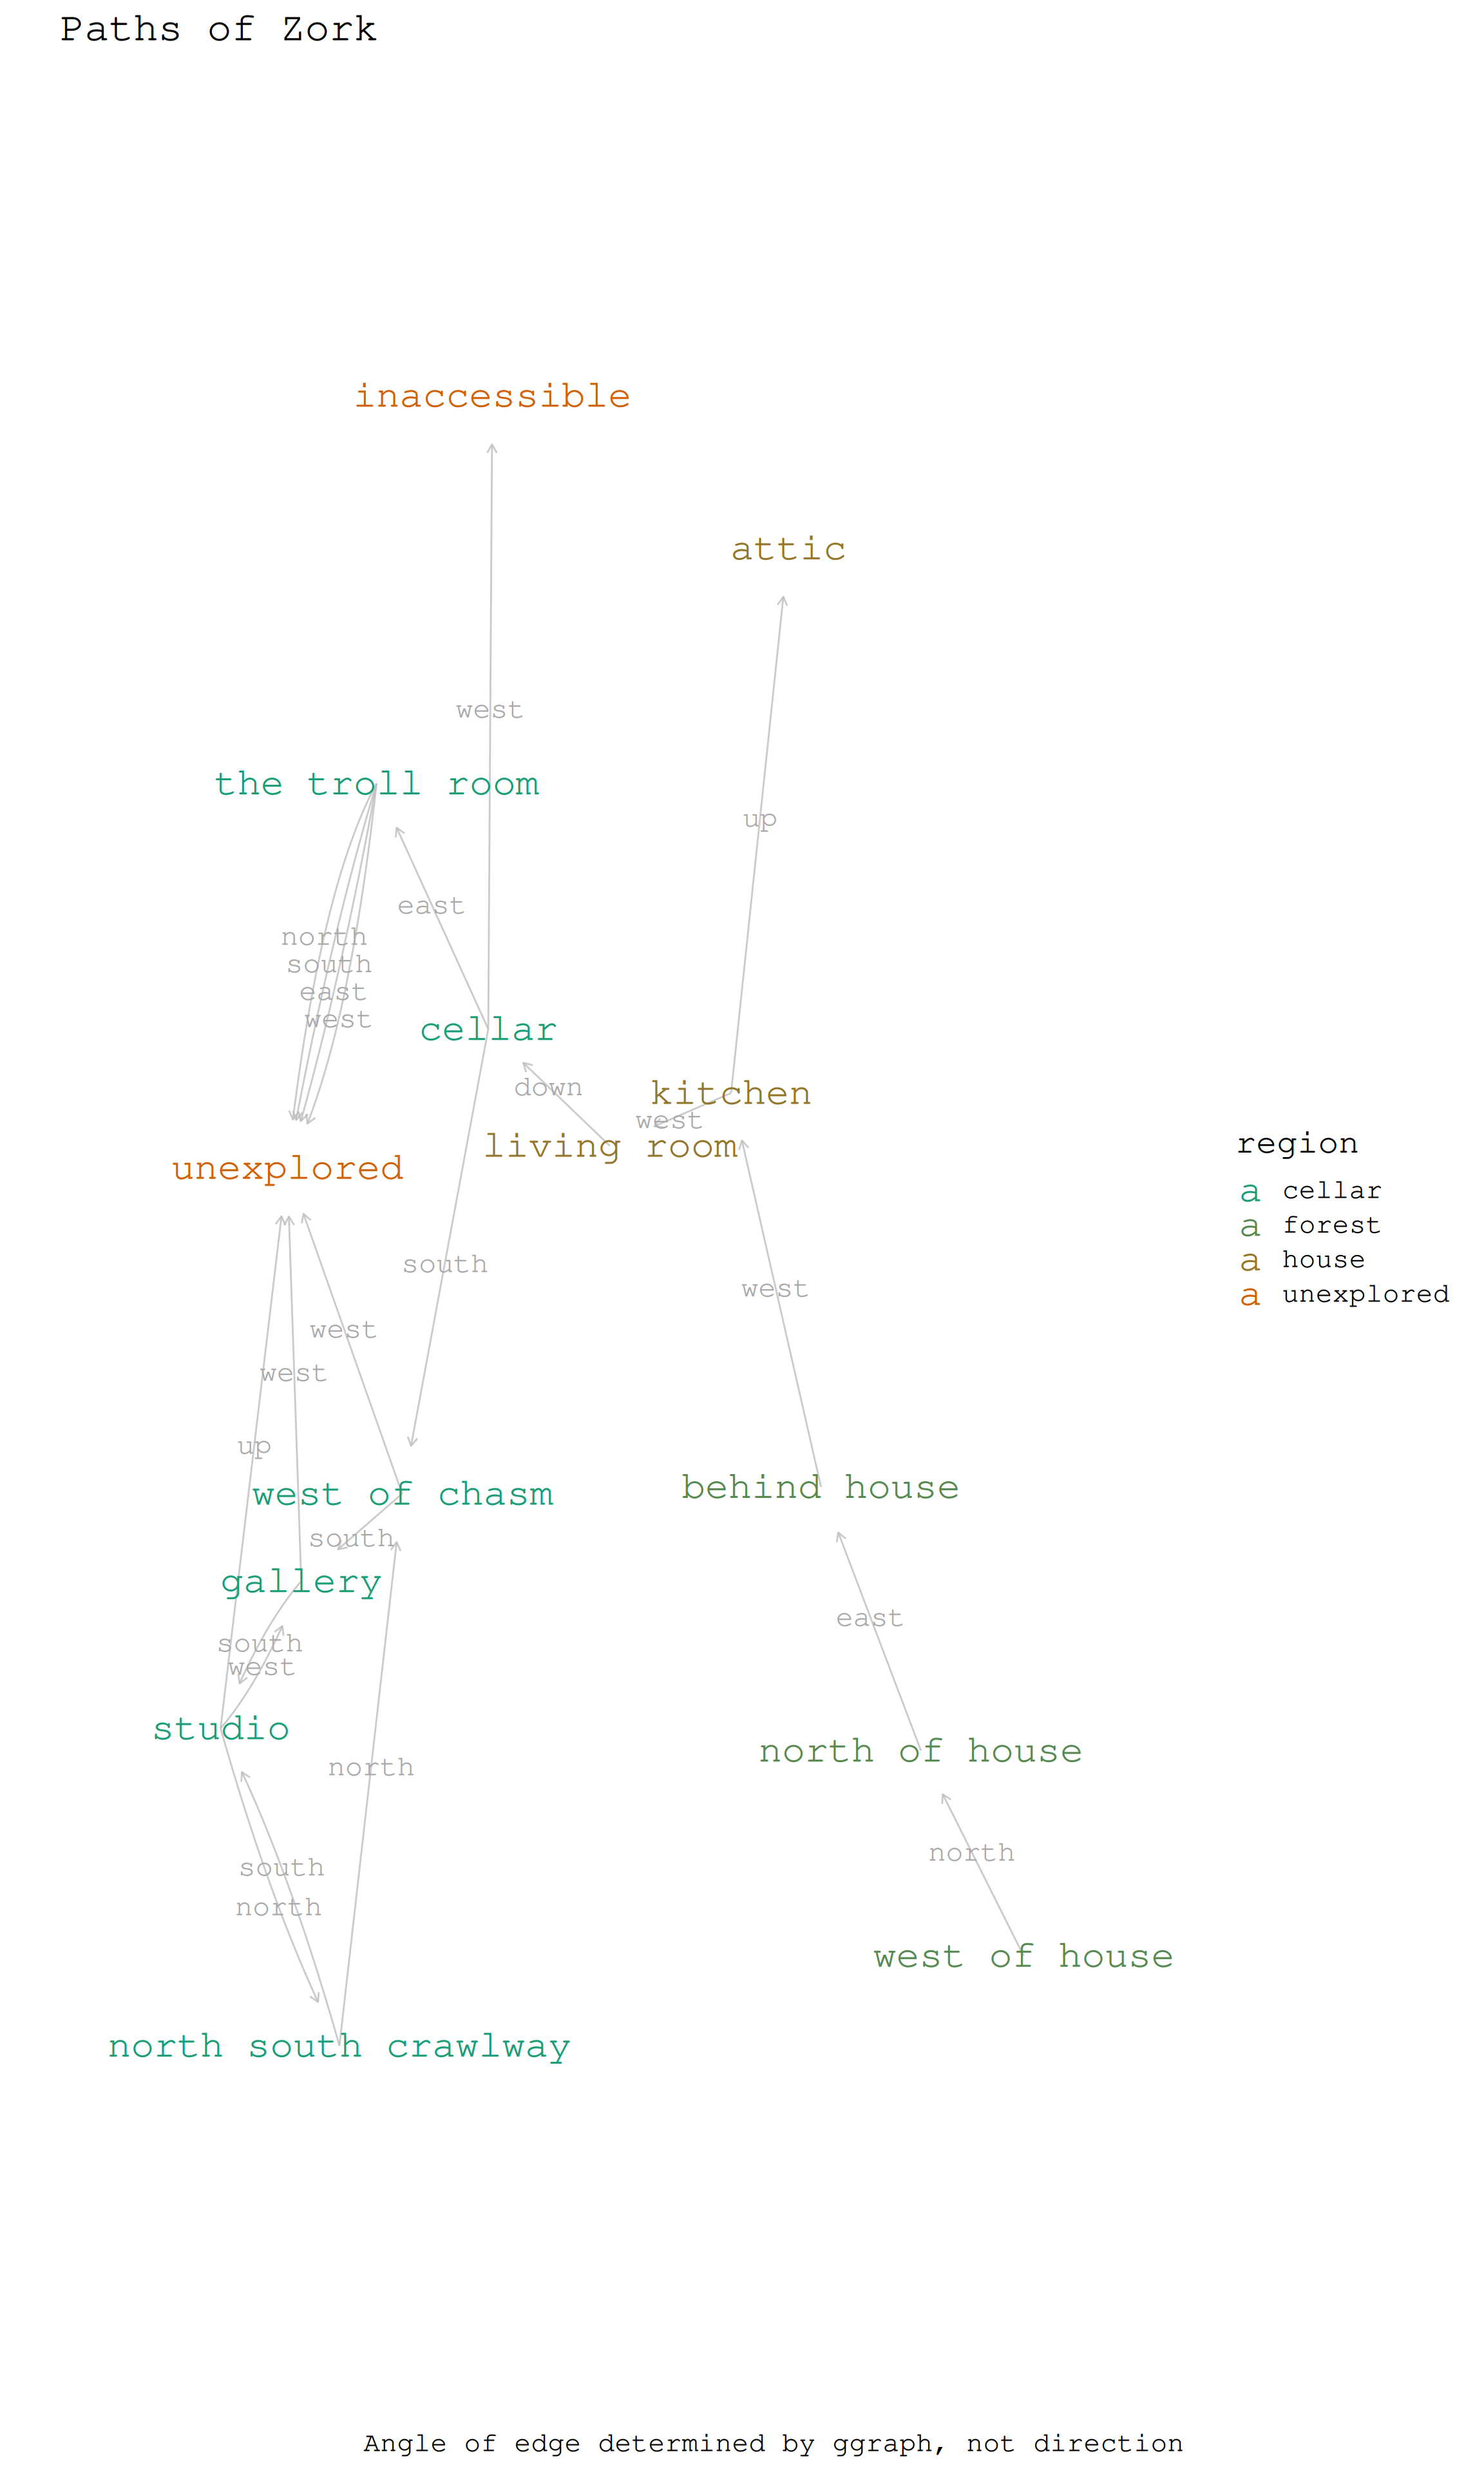 Paths of Zork
inaccessible
attic
west
the troll room
up
east
north
south
east
west
cellar
down
kitchen
west
living room
unexplored
region
a cellar
a forest
a house
a unexplored
south
west
west
west
up
behind house
west of chasm
south
gallery
east
south
west
studio
north of house
north
north
south
north
west of house
north south crawlway
Angle of edge determined by ggraph, not direction